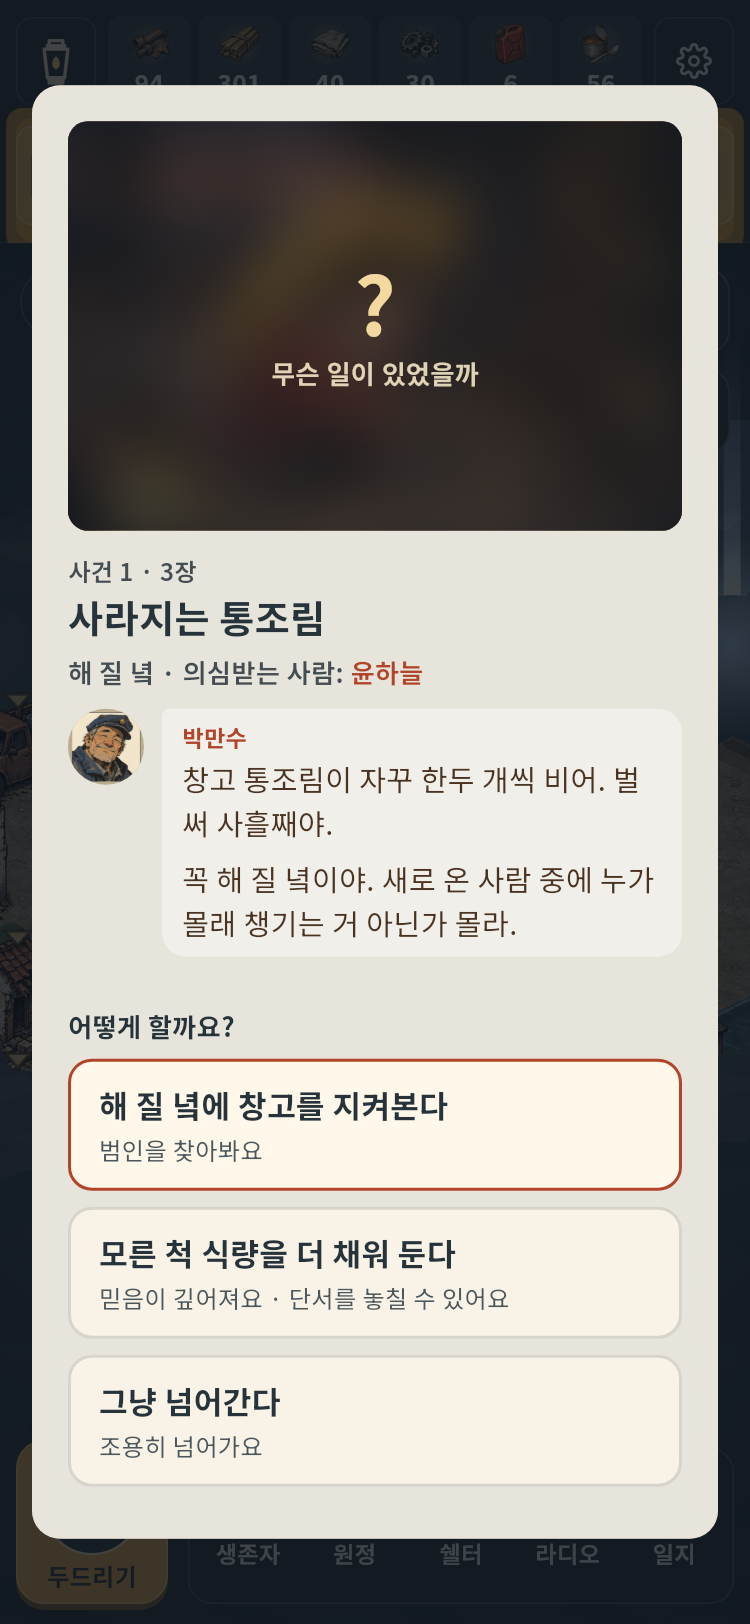 94 301 40 30 6 56
?
무슨 일이 있었을까
사건 1 · 3장
사라지는 통조림
해 질 녘 · 의심받는 사람: 윤하늘
박만수
창고 통조림이 자꾸 한두 개씩 비어. 벌
써 사흘째야.
꼭 해 질 녘이야. 새로 온 사람 중에 누가
몰래 챙기는 거 아닌가 몰라.
어떻게 할까요?
해 질 녘에 창고를 지켜본다
범인을 찾아봐요
모른 척 식량을 더 채워 둔다
믿음이 깊어져요 · 단서를 놓칠 수 있어요
그냥 넘어간다
조용히 넘어가요
두드리기
생존자 원정 쉘터 라디오 일지